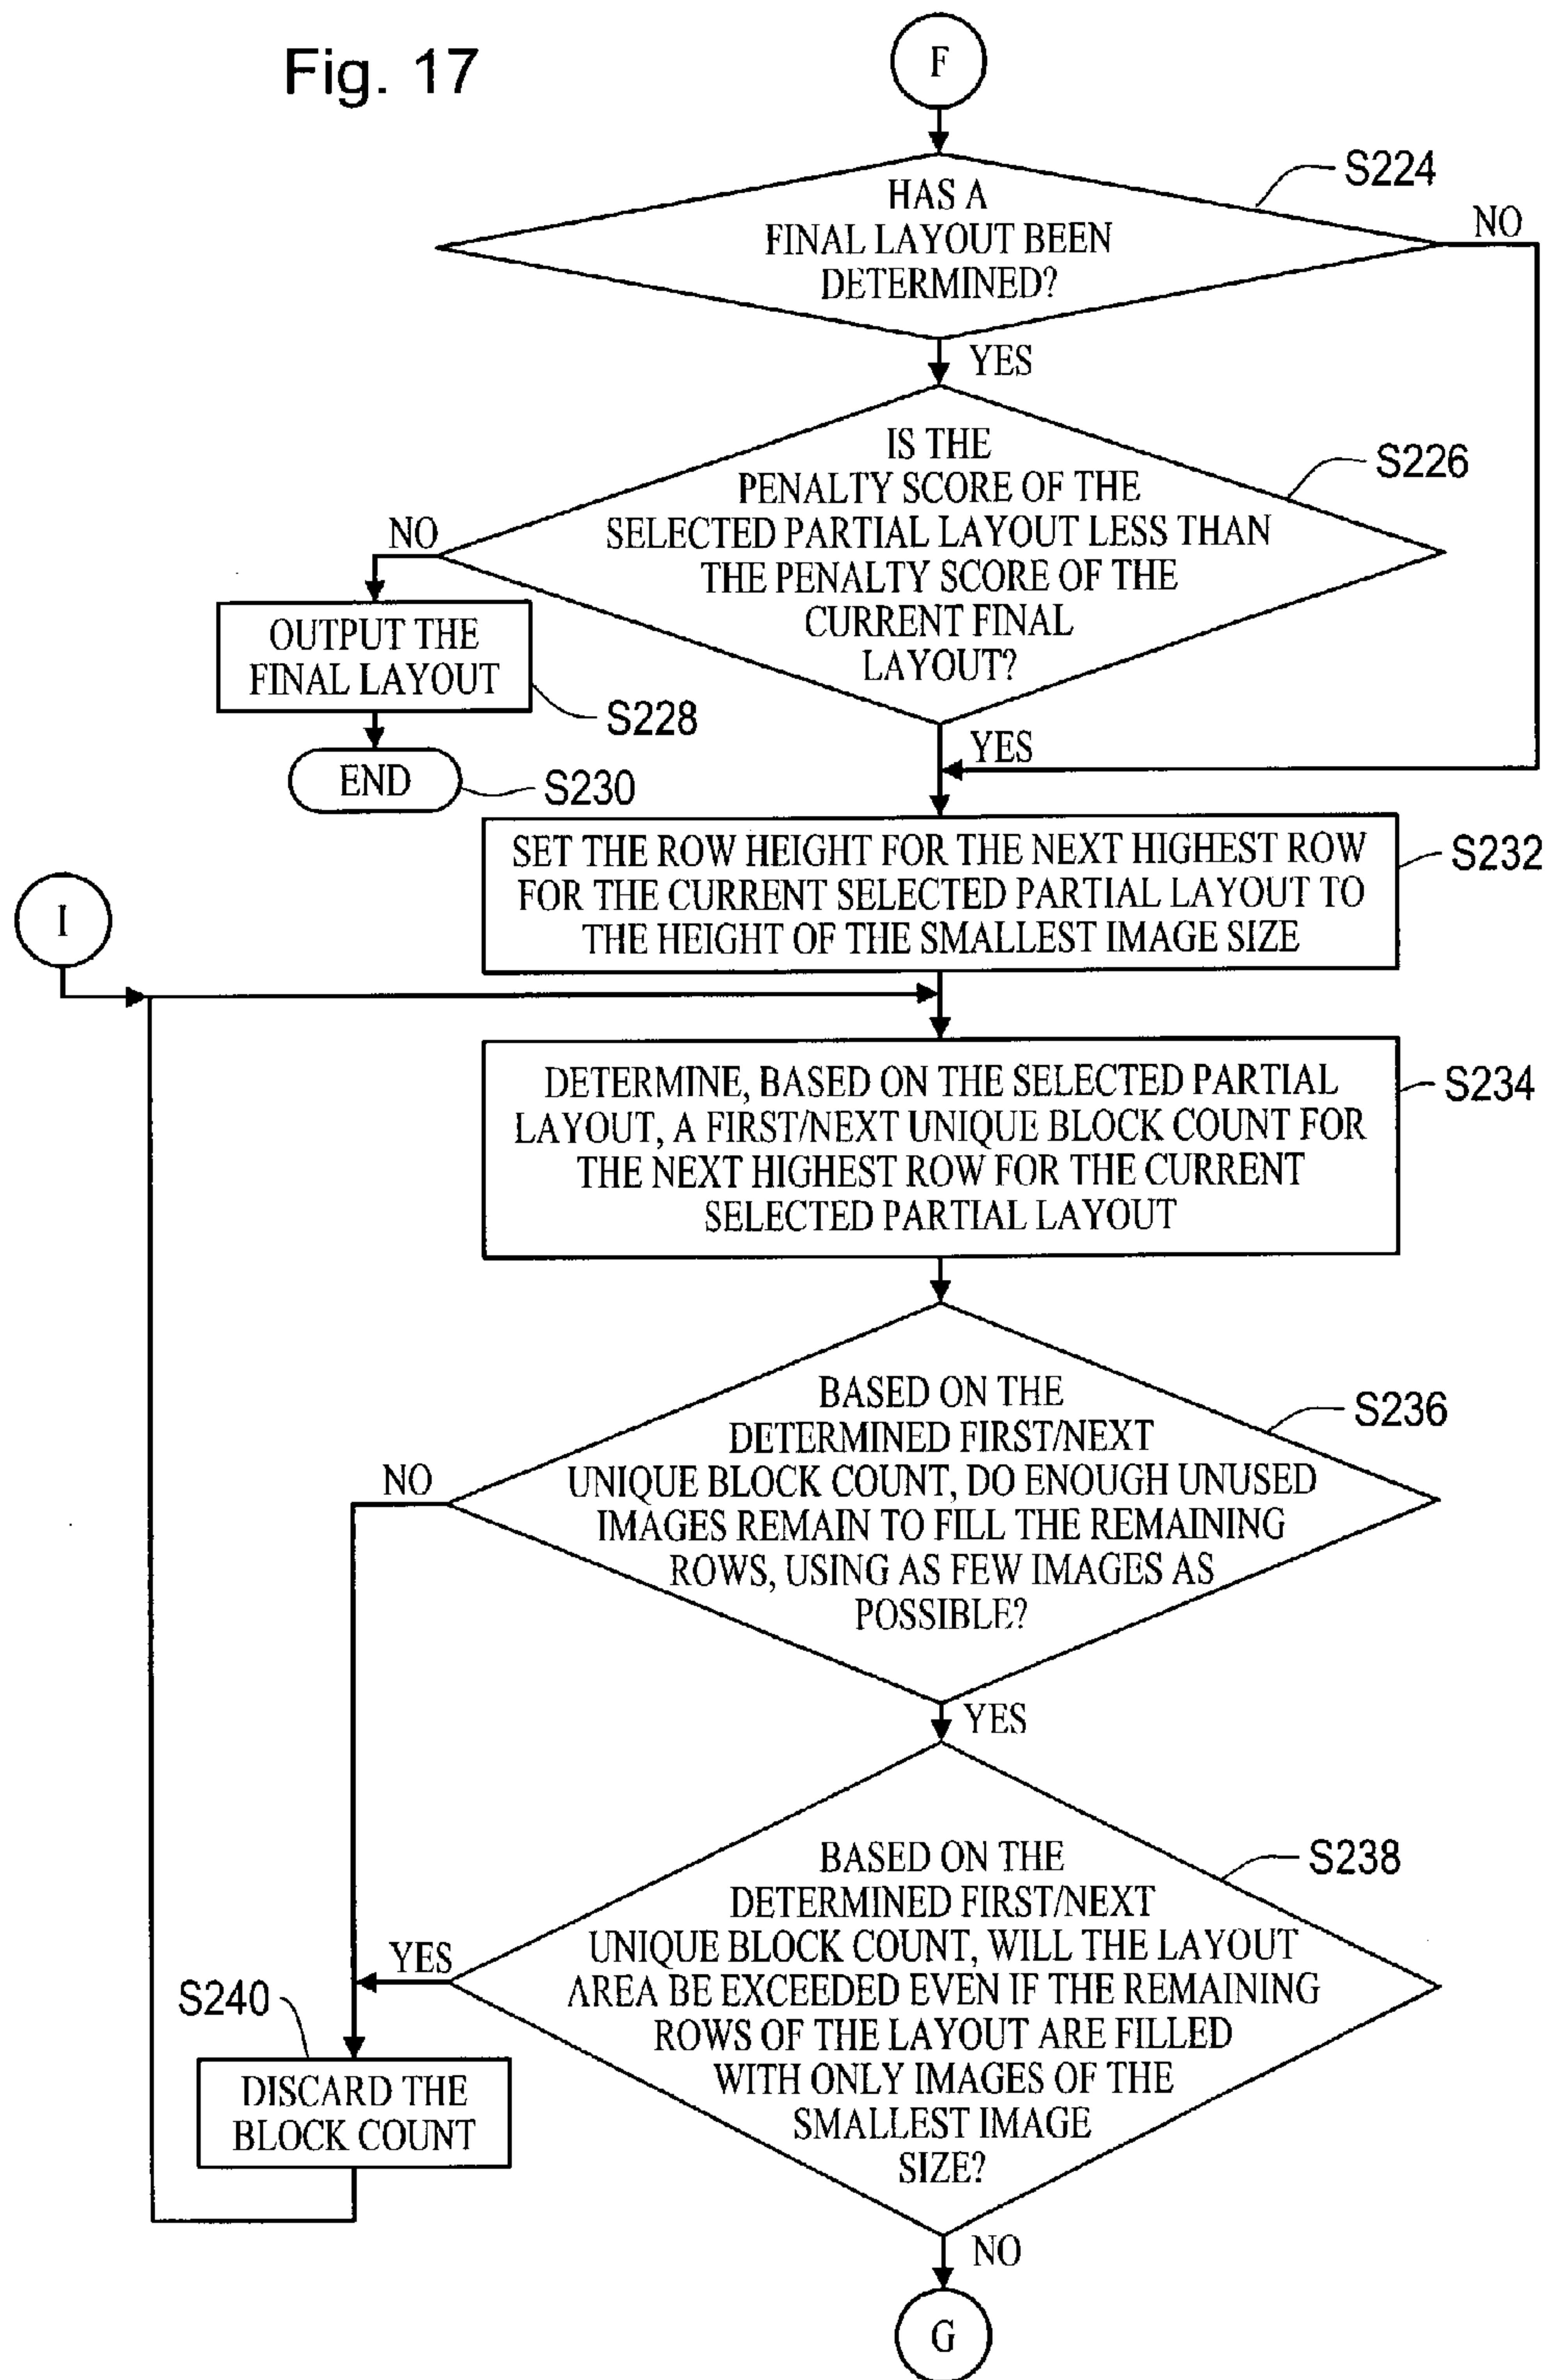 Fig. 17
F
S224
HAS A
FINAL LAYOUT BEEN
DETERMINED?
NO
YES
S226
IS THE
PENALTY SCORE OF THE
SELECTED PARTIAL LAYOUT LESS THAN
THE PENALTY SCORE OF THE
CURRENT FINAL
LAYOUT?
NO
OUTPUT THE
FINAL LAYOUT
S228
END
S230
YES
SET THE ROW HEIGHT FOR THE NEXT HIGHEST ROW
FOR THE CURRENT SELECTED PARTIAL LAYOUT TO
THE HEIGHT OF THE SMALLEST IMAGE SIZE
S232
I
DETERMINE, BASED ON THE SELECTED PARTIAL
LAYOUT, A FIRST/NEXT UNIQUE BLOCK COUNT FOR
THE NEXT HIGHEST ROW FOR THE CURRENT
SELECTED PARTIAL LAYOUT
S234
BASED ON THE
DETERMINED FIRST/NEXT
UNIQUE BLOCK COUNT, DO ENOUGH UNUSED
IMAGES REMAIN TO FILL THE REMAINING
ROWS, USING AS FEW IMAGES AS
POSSIBLE?
S236
NO
YES
BASED ON THE
DETERMINED FIRST/NEXT
UNIQUE BLOCK COUNT, WILL THE LAYOUT
AREA BE EXCEEDED EVEN IF THE REMAINING
ROWS OF THE LAYOUT ARE FILLED
WITH ONLY IMAGES OF THE
SMALLEST IMAGE
SIZE?
S238
YES
S240
DISCARD THE
BLOCK COUNT
NO
G